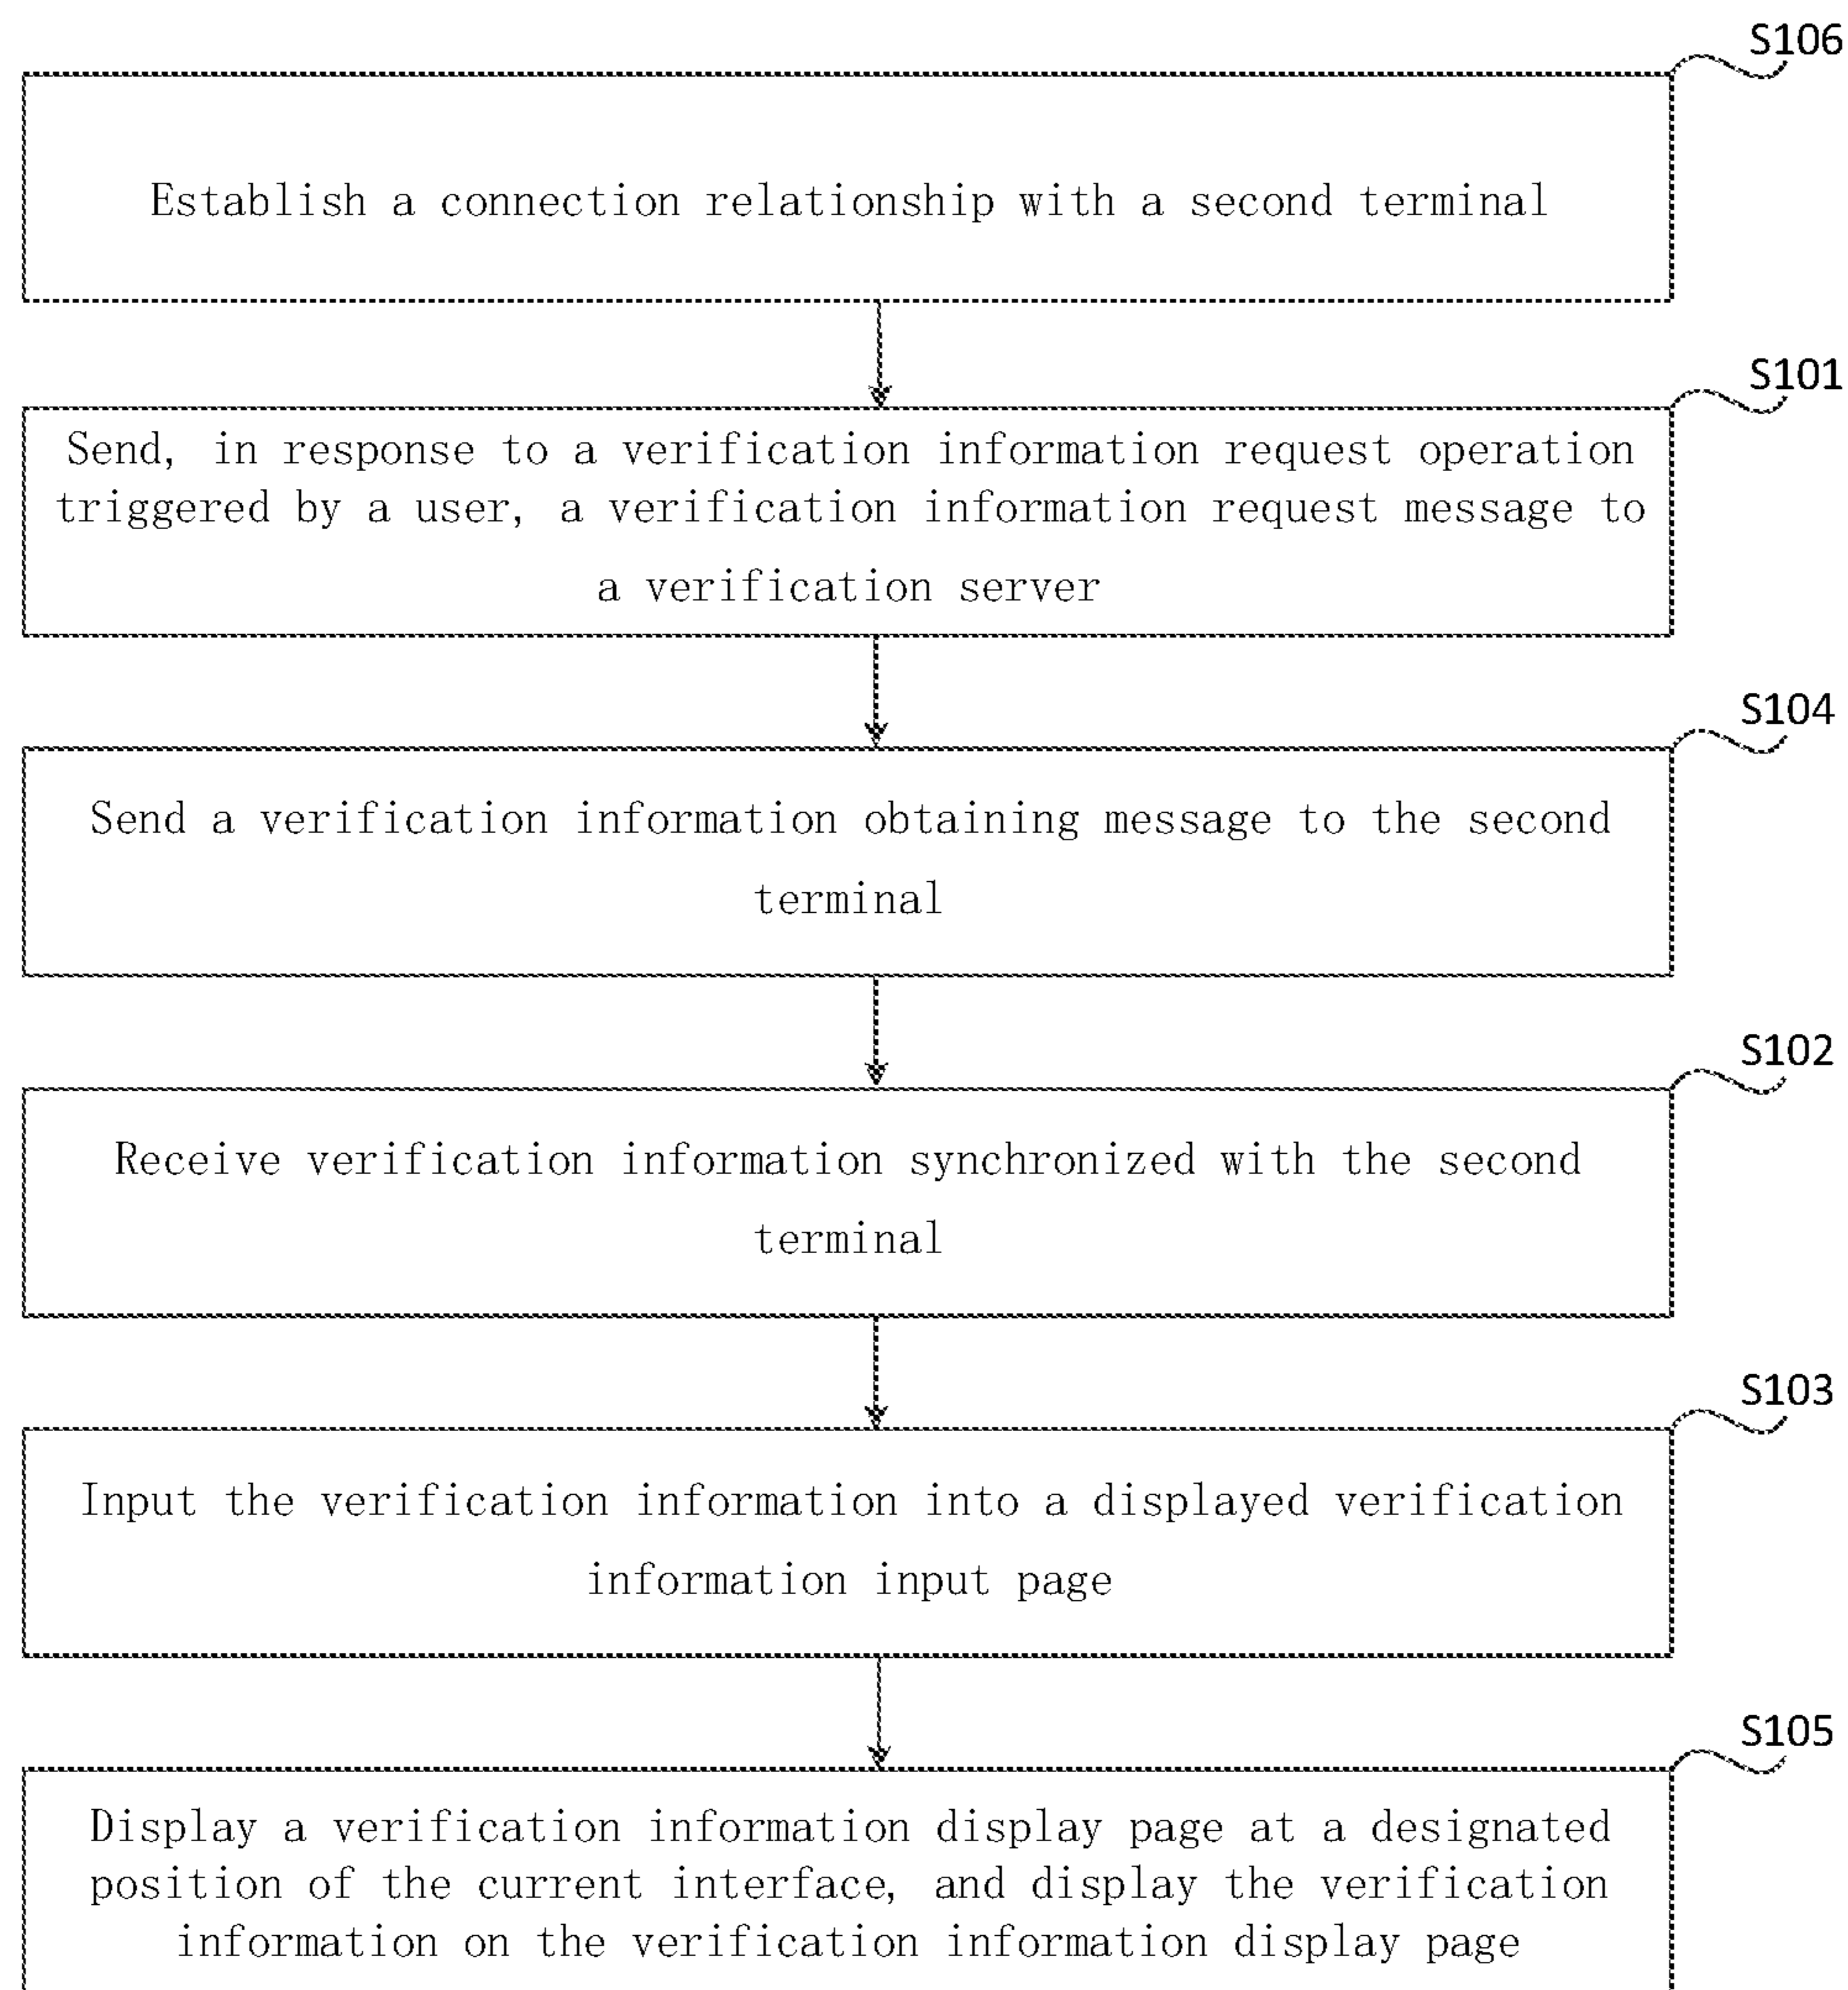 S106
Establish a connection relationship with a second terminal
S101
Send, in response to a verification information request operation
triggered by a user, a verification information request message to
a verification server
S104
Send a verification information obtaining message to the second
terminal
S102
Receive verification information synchronized with the second
terminal
S103
Input the verification information into a displayed verification
information input page
S105
Display a verification information display page at a designated
position of the current interface, and display the verification
information on the verification information display page